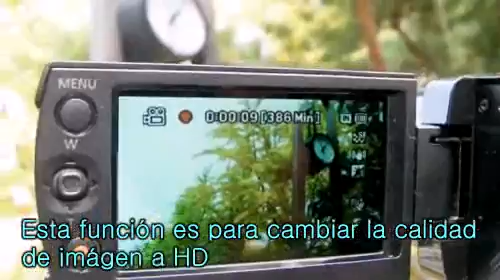 MENU
0:00:09 [386 Min]
W
Esta función es para cambiar la calidad
de imágen a HD